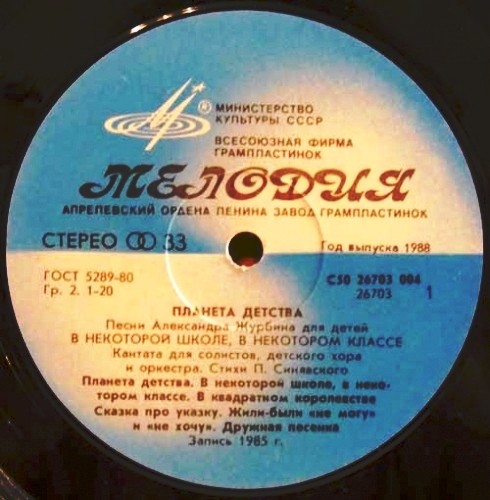 МИНИСТЕРСТВО
КУЛЬТУРЫ СССР
ВСЕСОЮЗНАЯ ФИРМА
ГРАМПЛАСТИНОК
МЕЛОДИЯ
АПРЕЛЕВСКИЙ ОРДЕНА ЛЕНИНА ЗАВОД ГРАМПЛАСТИНОК
СТЕРЕО 33
Год выпуска 1988
ГОСТ 5289-80
Гр. 2. 1-20
С50 26703 004
26703 1
ПЛАНЕТА ДЕТСТВА
Песни Александра Журбина для детей
В НЕКОТОРОЙ ШКОЛЕ, В НЕКОТОРОМ КЛАССЕ
Кантата для солистов, детского хора
и оркестра. Стихи П. Синявского
Планета детства. В некоторой школе, в неко-
тором классе. В квадратном королевстве
Сказка про указку. Жили-были «не могу»
и «не хочу». Дружная песенка
Запись 1985 г.